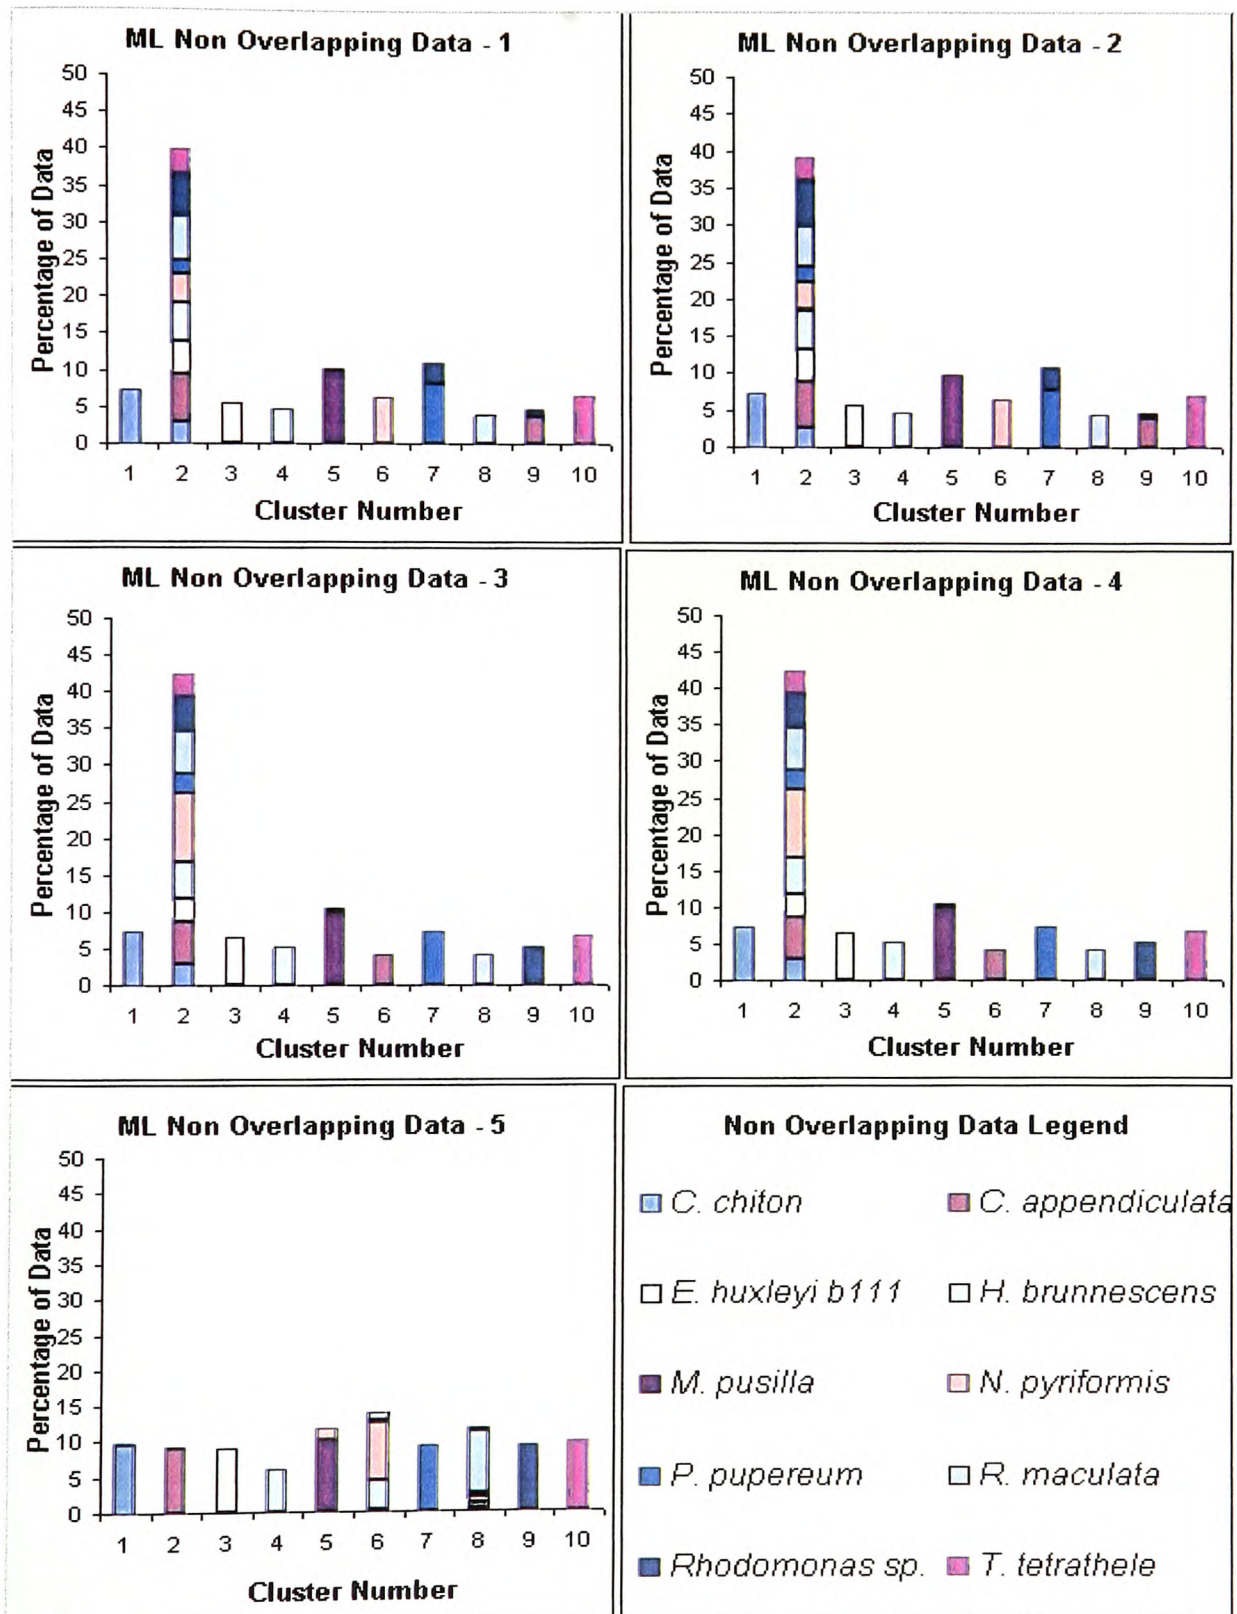 ML Non Overlapping Data - 1
50
45
40
35
30
25
20
15
10
5
0
Percentage of Data
1 2 3 4 5 6 7 8 9 10
Cluster Number
ML Non Overlapping Data - 2
50
45
40
35
30
25
20
15
10
5
0
Percentage of Data
1 2 3 4 5 6 7 8 9 10
Cluster Number
ML Non Overlapping Data - 3
50
45
40
35
30
25
20
15
10
5
0
Percentage of Data
1 2 3 4 5 6 7 8 9 10
Cluster Number
ML Non Overlapping Data - 4
50
45
40
35
30
25
20
15
10
5
0
Percentage of Data
1 2 3 4 5 6 7 8 9 10
Cluster Number
ML Non Overlapping Data - 5
50
45
40
35
30
25
20
15
10
5
0
Percentage of Data
1 2 3 4 5 6 7 8 9 10
Cluster Number
Non Overlapping Data Legend
C. chiton C. appendiculata
E. huxleyi b111 H. brunnescens
M. pusilla N. pyriformis
P. pupereum R. maculata
Rhodomonas sp. T. tetrathele